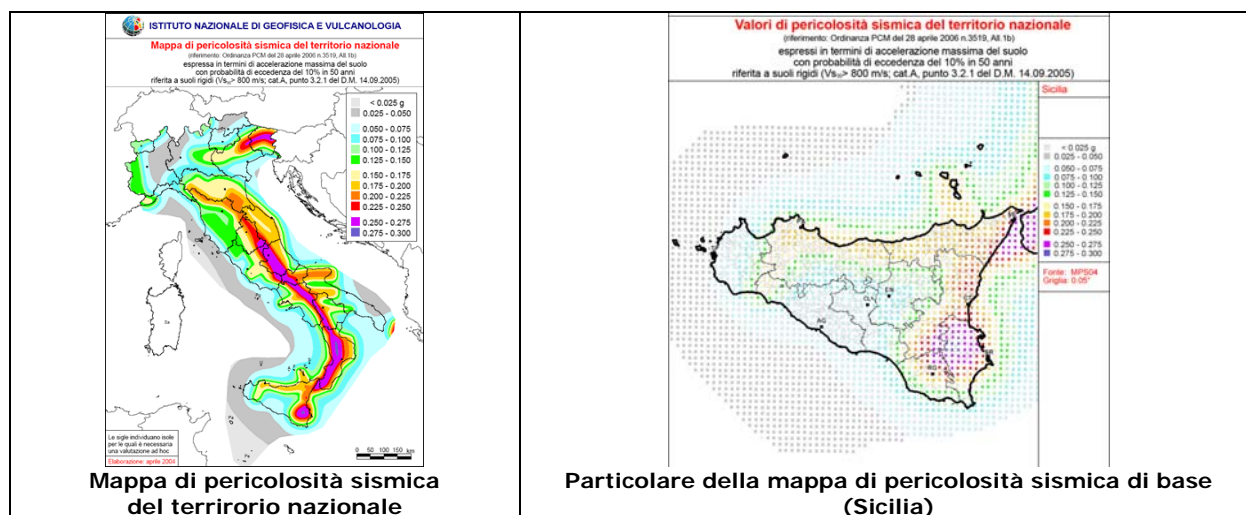 ISTITUTO NAZIONALE DI GEOFISICA E VULCANOLOGIA
Mappa di pericolosità sismica del territorio nazionale
(riferimento: Ordinanza PCM del 28 aprile 2006 n.3519, All.1b)
espressa in termini di accelerazione massima del suolo
con probabilità di eccedenza del 10% in 50 anni
riferita a suoli rigidi (Vs₃₀> 800 m/s; cat.A, punto 3.2.1 del D.M. 14.09.2005)
< 0.025 g
0.025 - 0.050
0.050 - 0.075
0.075 - 0.100
0.100 - 0.125
0.125 - 0.150
0.150 - 0.175
0.175 - 0.200
0.200 - 0.225
0.225 - 0.250
0.250 - 0.275
0.275 - 0.300
Le sigle individuano isole
per le quali è necessaria
una valutazione ad hoc
Elaborazione: aprile 2004
0 50 100 150
km
Mappa di pericolosità sismica
del terrirorio nazionale
Valori di pericolosità sismica del territorio nazionale
(riferimento: Ordinanza PCM del 28 aprile 2006 n.3519, All.1b)
espressi in termini di accelerazione massima del suolo
con probabilità di eccedenza del 10% in 50 anni
riferita a suoli rigidi (Vs₃₀> 800 m/s; cat.A, punto 3.2.1 del D.M. 14.09.2005)
Sicilia
< 0.025 g
0.025 - 0.050
0.050 - 0.075
0.075 - 0.100
0.100 - 0.125
0.125 - 0.150
0.150 - 0.175
0.175 - 0.200
0.200 - 0.225
0.225 - 0.250
0.250 - 0.275
0.275 - 0.300
Fonte: MPS04
Griglia: 0.05°
EN
CL
AG
SR
RG
Particolare della mappa di pericolosità sismica di base
(Sicilia)